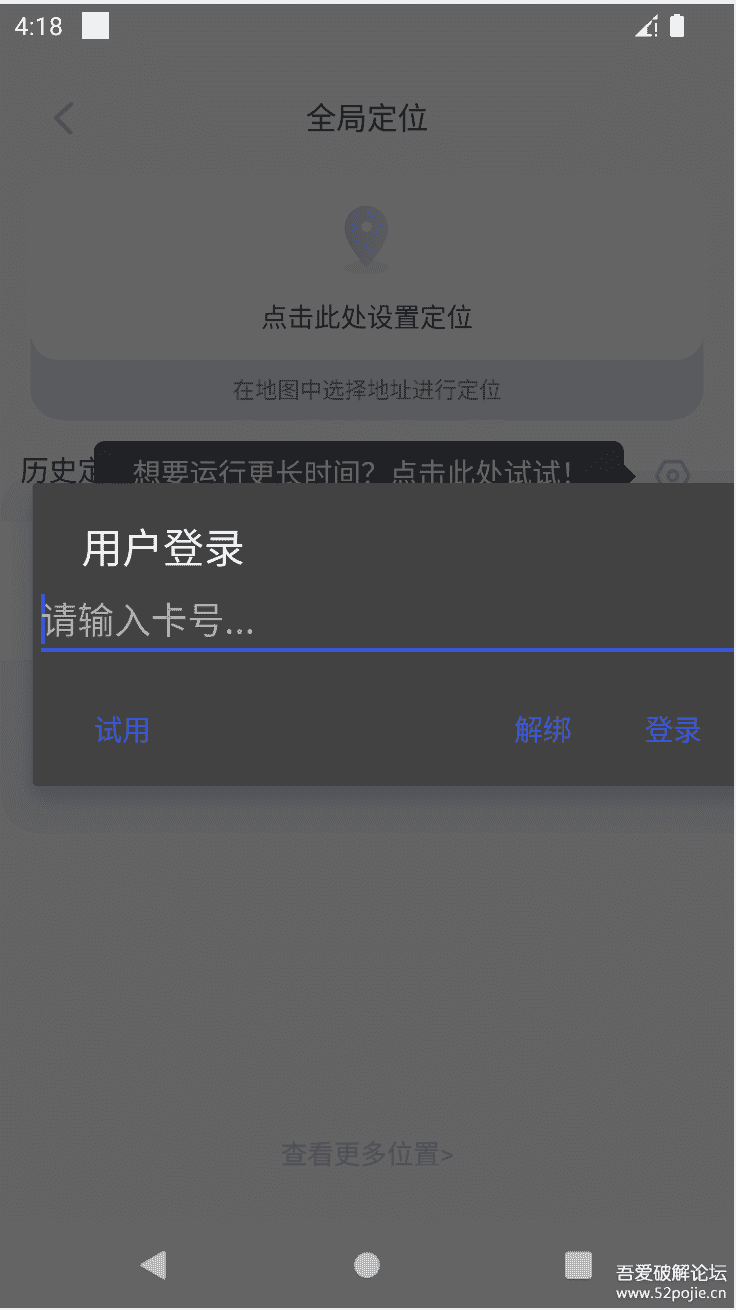 4:18
全局定位
点击此处设置定位
在地图中选择地址进行定位
历史定
想要运行更长时间？点击此处试试！
用户登录
请输入卡号...
试用 解绑 登录
查看更多位置>
吾爱破解论坛
www.52pojie.cn